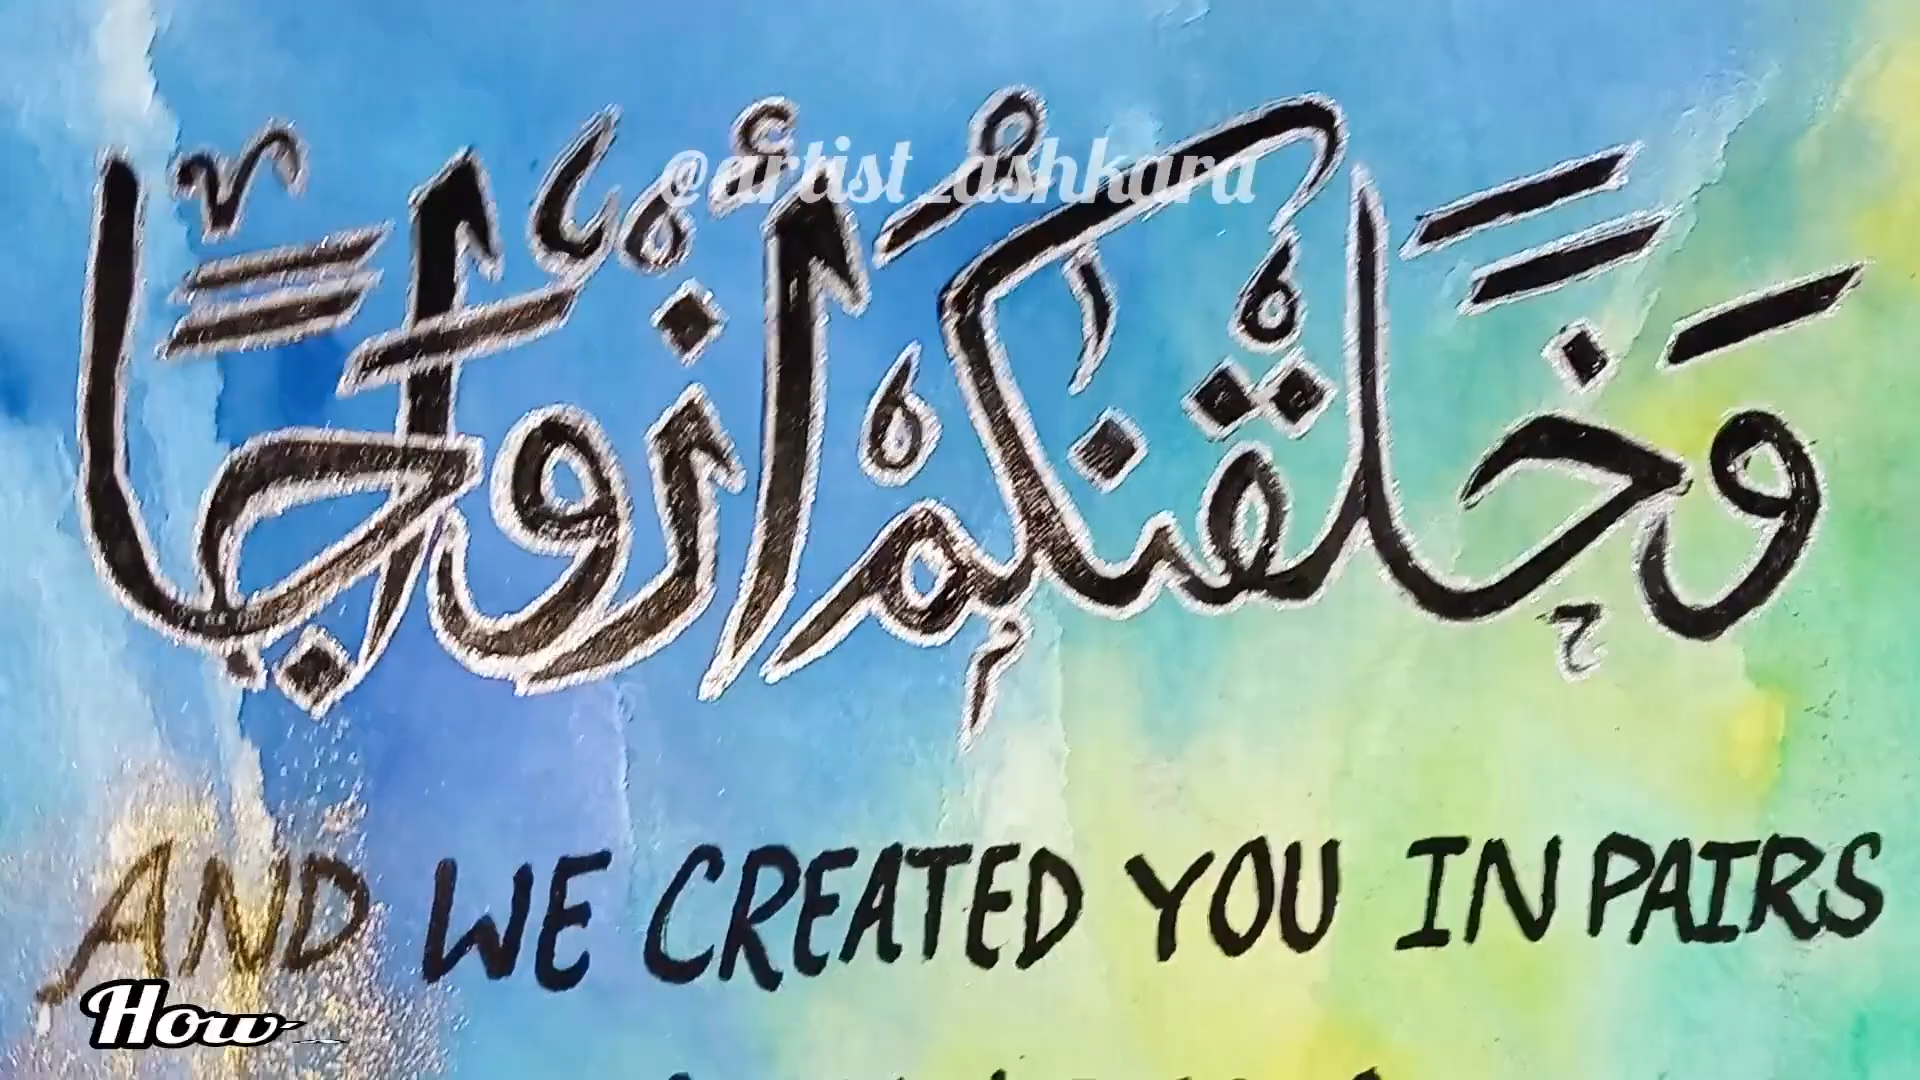 @artist_ashkara
وَخَلَقْنَٰكُمْ أَزْوَٰجًا
AND WE CREATED YOU IN PAIRS
How